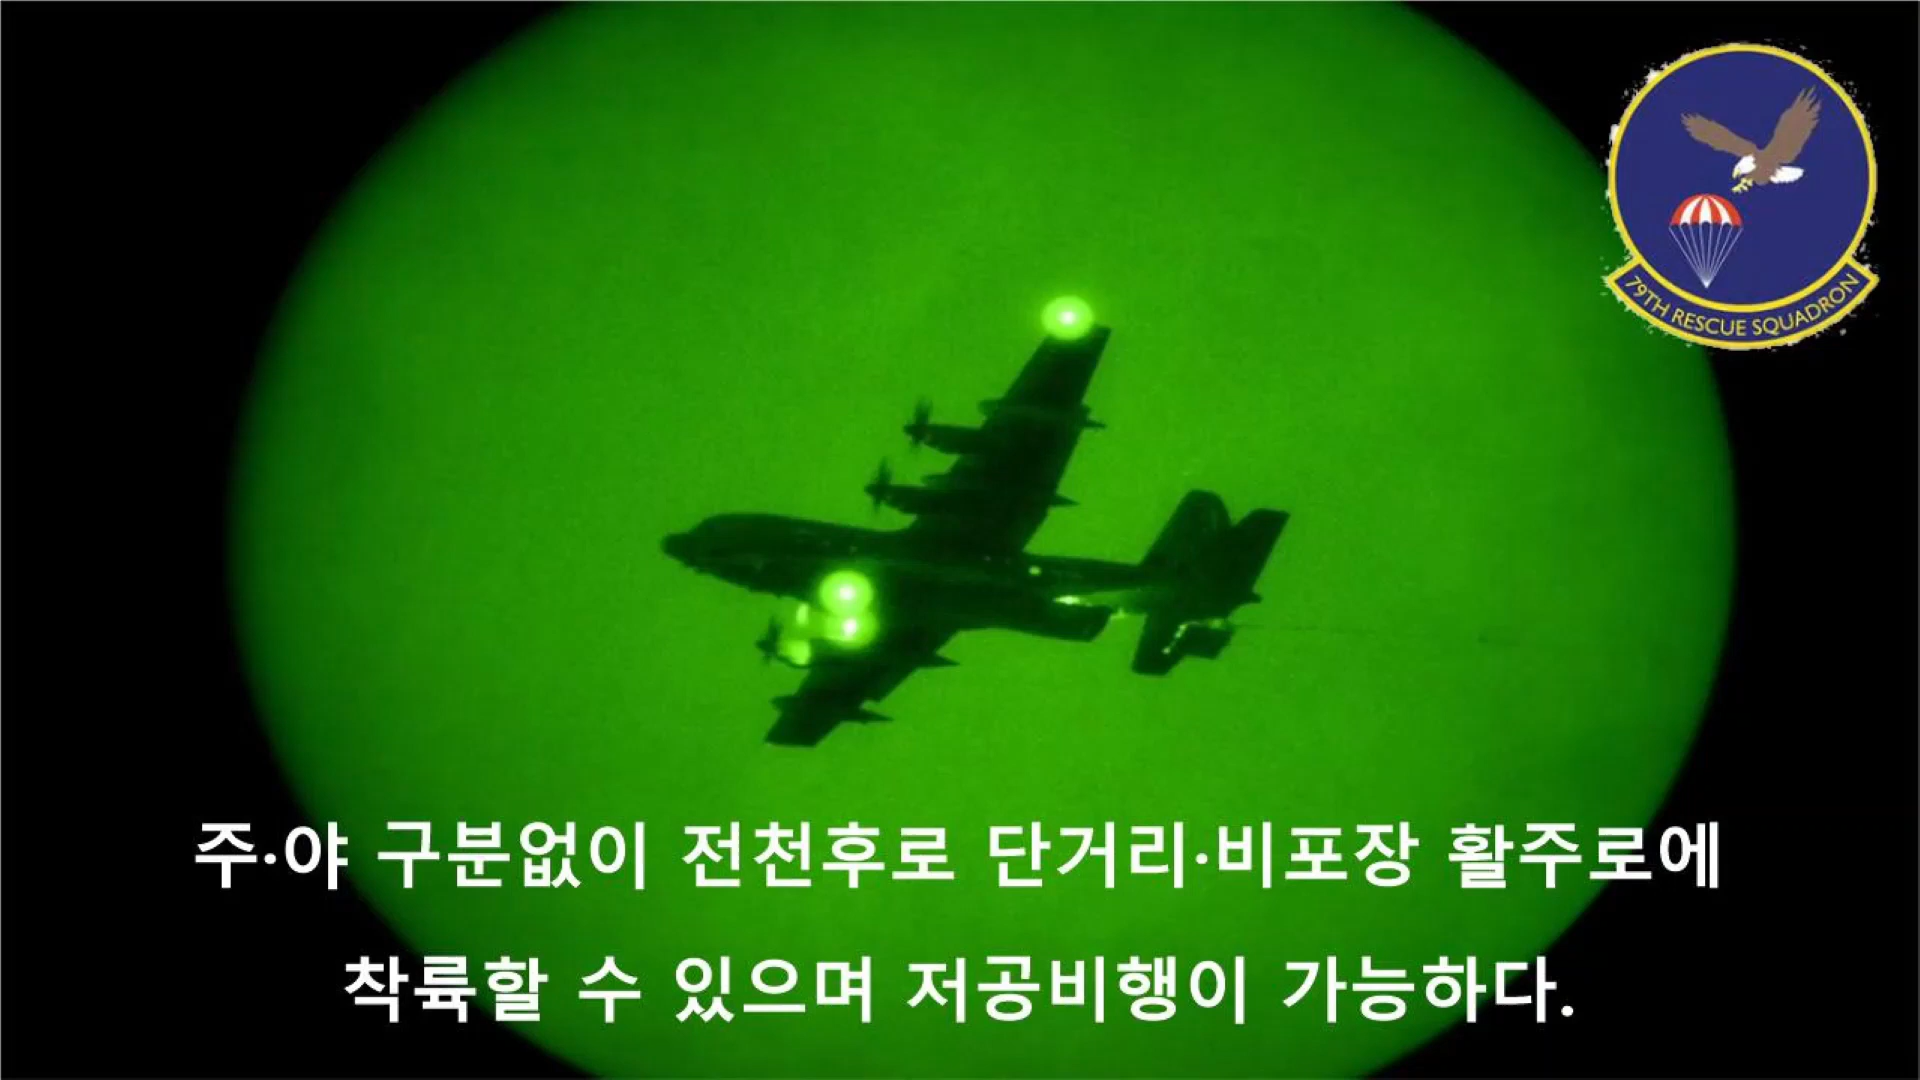 79TH RESCUE SQUADRON
주·야 구분없이 전천후로 단거리·비포장 활주로에
착륙할 수 있으며 저공비행이 가능하다.